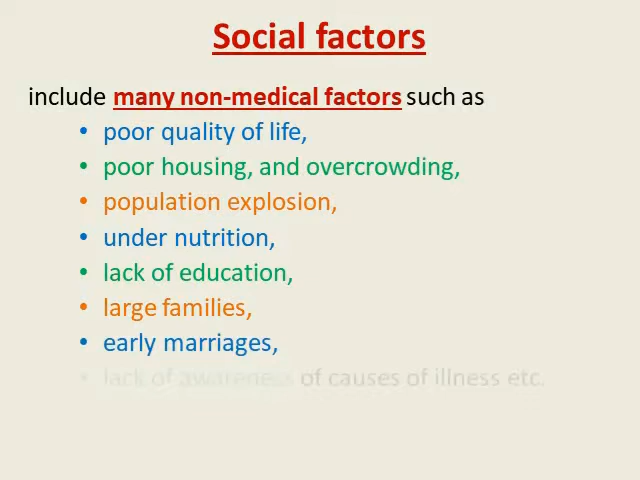 Social factors
include many non-medical factors such as
• poor quality of life,
• poor housing, and overcrowding,
• population explosion,
• under nutrition,
• lack of education,
• large families,
• early marriages,
• lack of awareness of causes of illness etc.